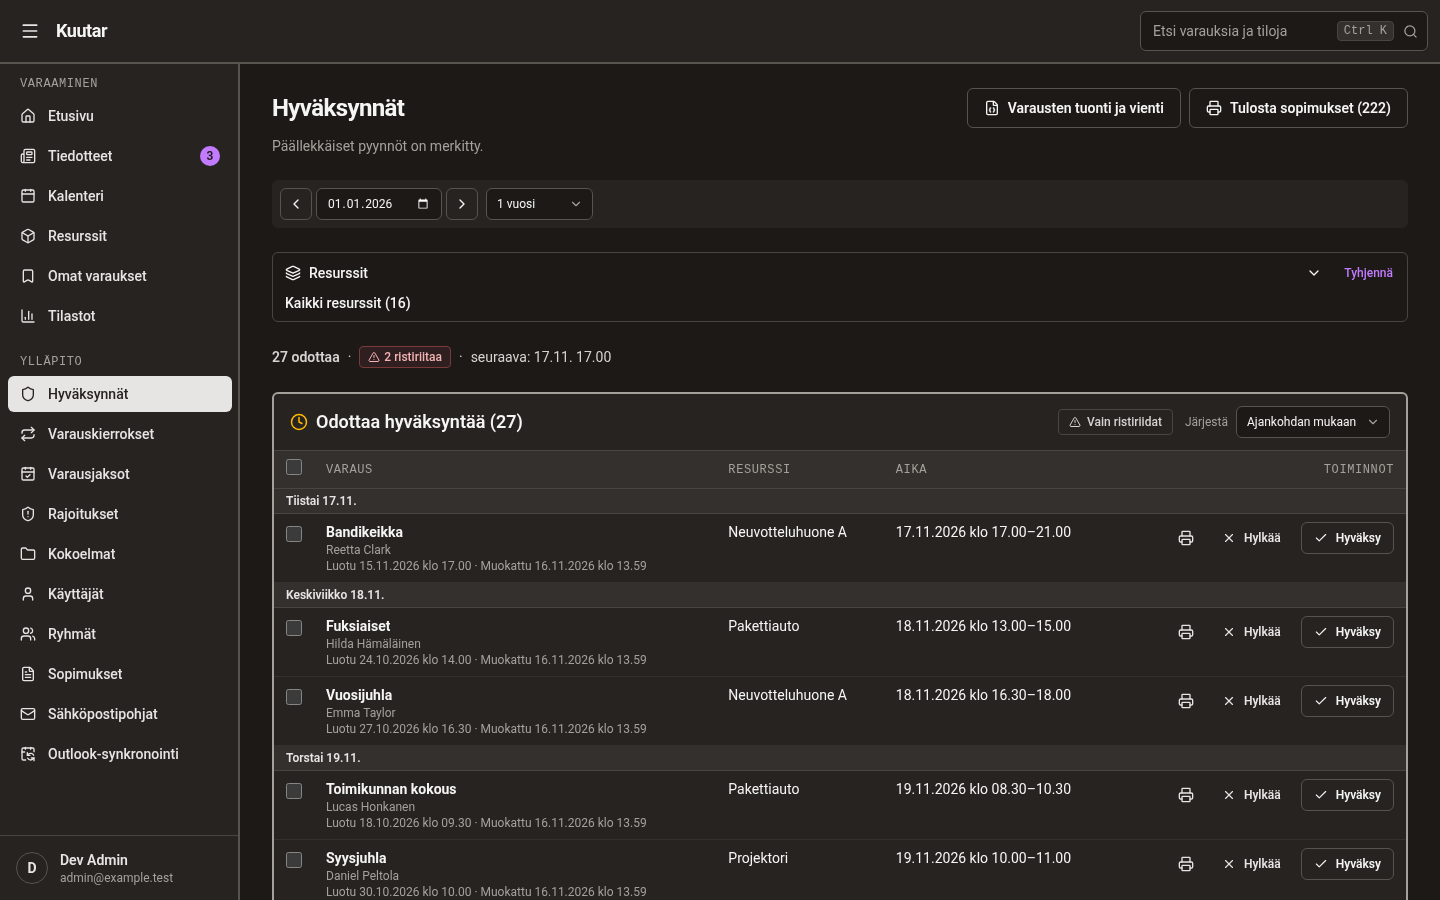 Kuutar
Etsi varauksia ja tiloja
Ctrl K
VARAAMINEN
Etusivu
Tiedotteet
3
Kalenteri
Resurssit
Omat varaukset
Tilastot
YLLÄPITO
Hyväksynnät
Varauskierrokset
Varausjaksot
Rajoitukset
Kokoelmat
Käyttäjät
Ryhmät
Sopimukset
Sähköpostipohjat
Outlook-synkronointi
D
Dev Admin
admin@example.test
Hyväksynnät
Varausten tuonti ja vienti
Tulosta sopimukset (222)
Päällekkäiset pyynnöt on merkitty.
01.01.2026
1 vuosi
Resurssit
Tyhjennä
Kaikki resurssit (16)
27 odottaa · 2 ristiriitaa · seuraava: 17.11. 17.00
Odottaa hyväksyntää (27)
Vain ristiriidat
Järjestä
Ajankohdan mukaan
VARAUS RESURSSI AIKA TOIMINNOT
Tiistai 17.11.
Bandikeikka Neuvotteluhuone A 17.11.2026 klo 17.00–21.00 Hylkää Hyväksy
Reetta Clark
Luotu 15.11.2026 klo 17.00 · Muokattu 16.11.2026 klo 13.59
Keskiviikko 18.11.
Fuksiaiset Pakettiauto 18.11.2026 klo 13.00–15.00 Hylkää Hyväksy
Hilda Hämäläinen
Luotu 24.10.2026 klo 14.00 · Muokattu 16.11.2026 klo 13.59
Vuosijuhla Neuvotteluhuone A 18.11.2026 klo 16.30–18.00 Hylkää Hyväksy
Emma Taylor
Luotu 27.10.2026 klo 16.30 · Muokattu 16.11.2026 klo 13.59
Torstai 19.11.
Toimikunnan kokous Pakettiauto 19.11.2026 klo 08.30–10.30 Hylkää Hyväksy
Lucas Honkanen
Luotu 18.10.2026 klo 09.30 · Muokattu 16.11.2026 klo 13.59
Syysjuhla Projektori 19.11.2026 klo 10.00–11.00 Hylkää Hyväksy
Daniel Peltola
Luotu 30.10.2026 klo 10.00 · Muokattu 16.11.2026 klo 13.59